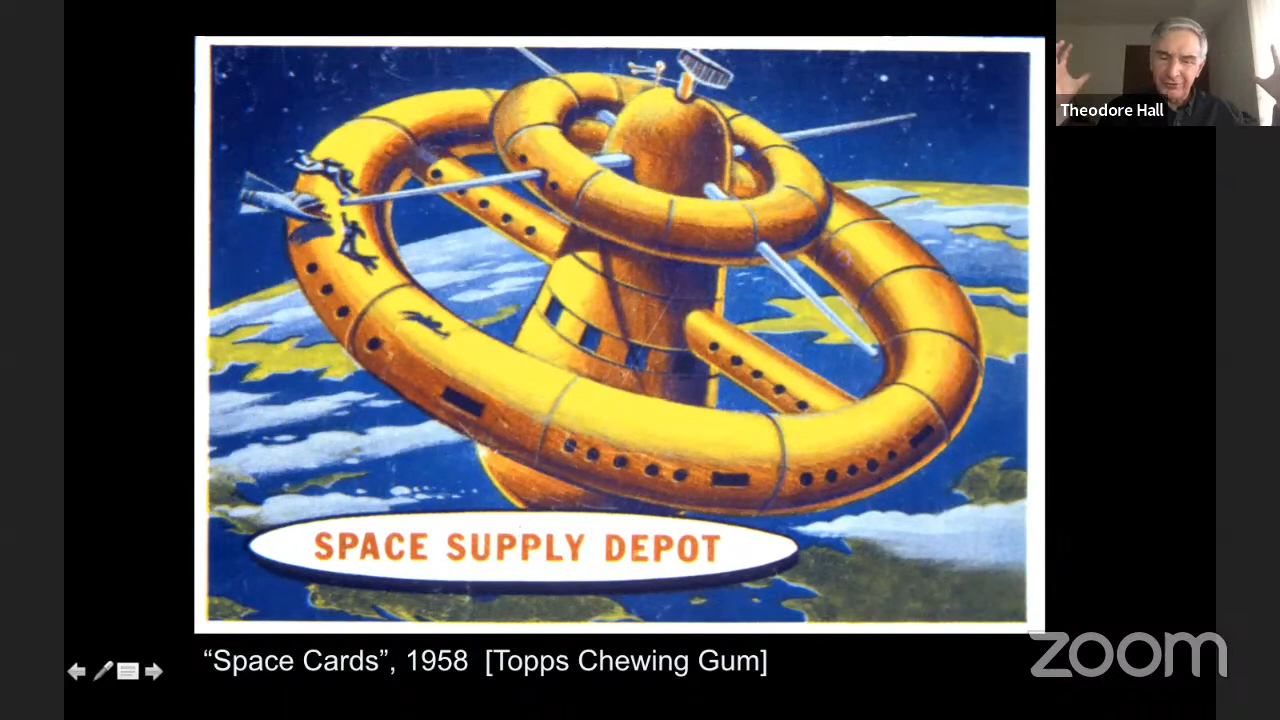 Theodore Hall
SPACE SUPPLY DEPOT
“Space Cards”, 1958 [Topps Chewing Gum]
zoom